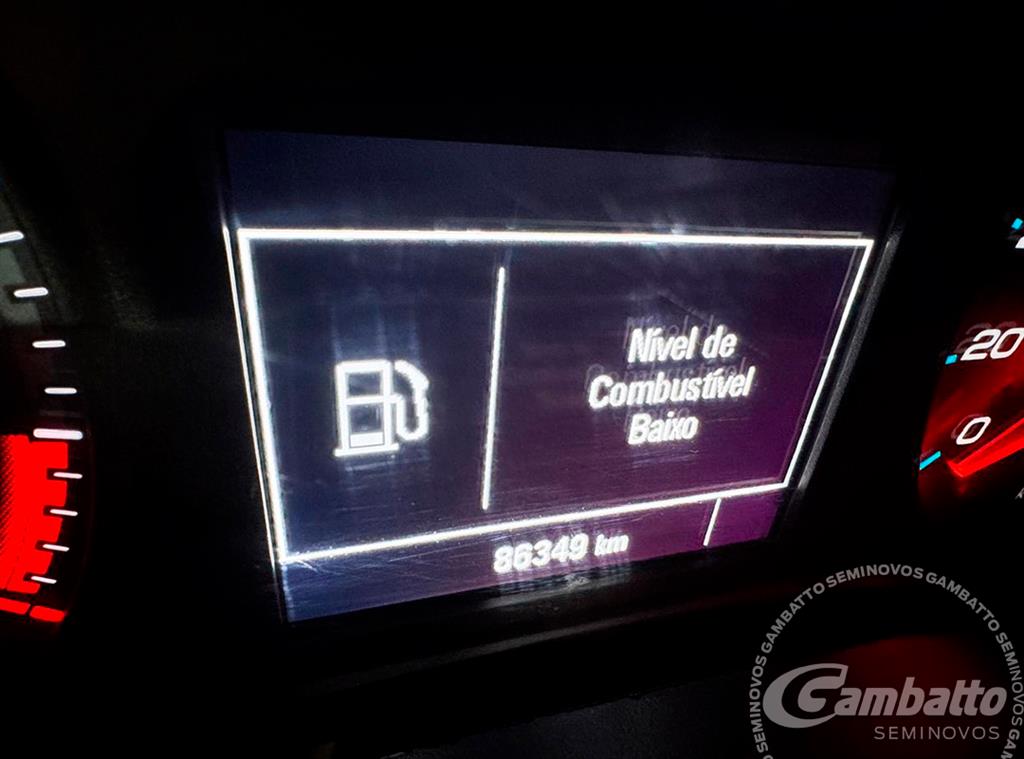 Nível de
Combustível
Baixo
86349 km
20
0
GAMBATTO SEMINOVOS GAMBATTO SEMINOVOS
Gambatto
SEMINOVOS